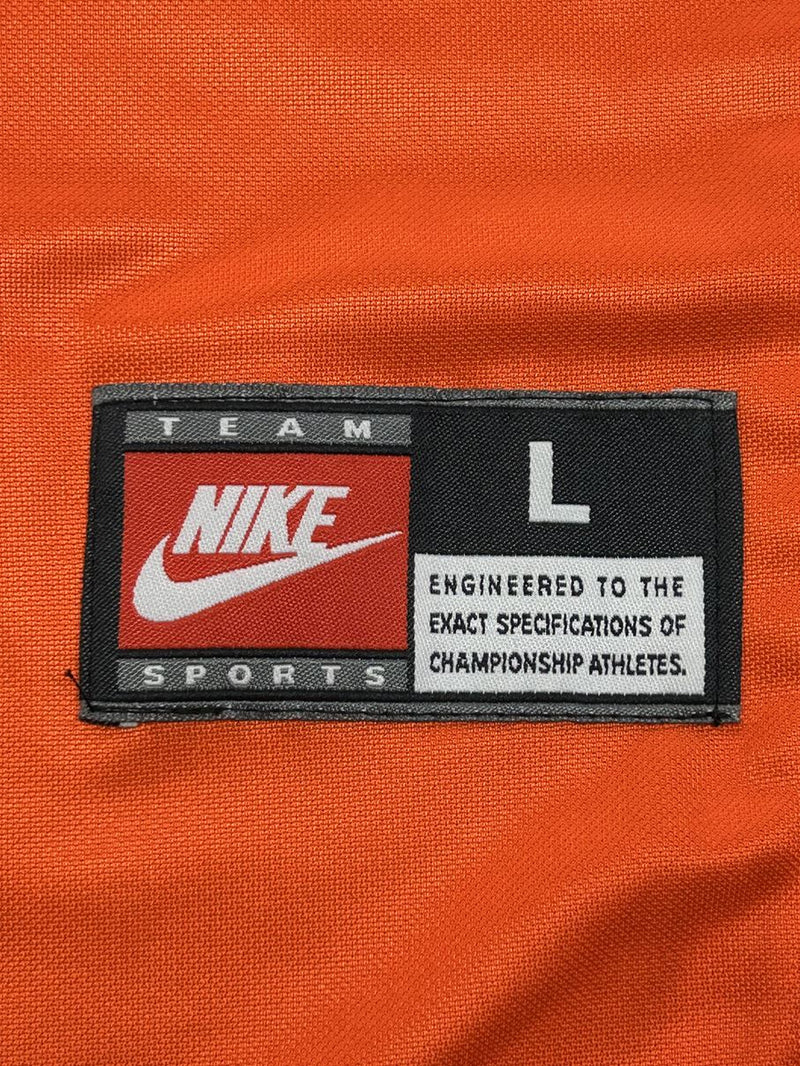 TEAM
NIKE
SPORTS
L
ENGINEERED TO THE
EXACT SPECIFICATIONS OF
CHAMPIONSHIP ATHLETES.